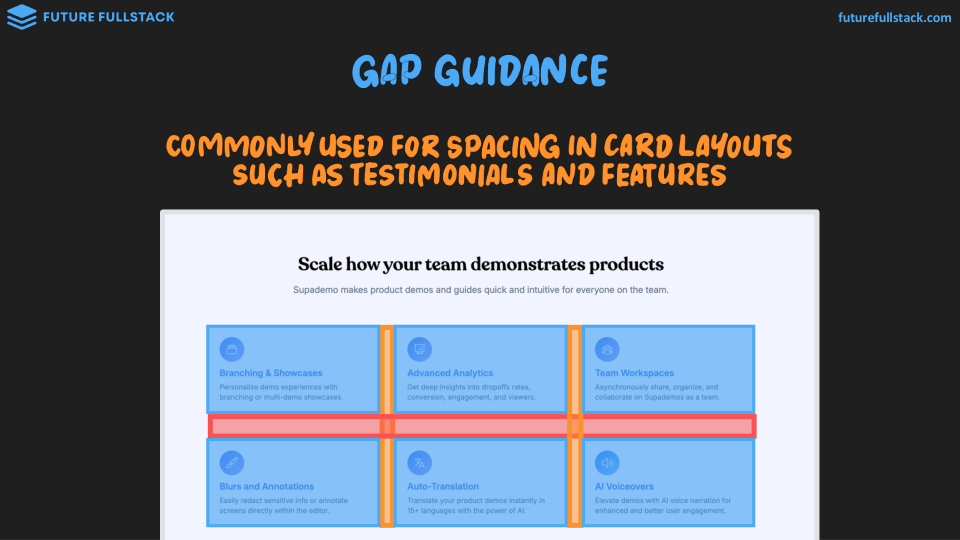 FUTURE FULLSTACK
futurefullstack.com
GAP GUIDANCE
COMMONLY USED FOR SPACING IN CARD LAYOUTS
SUCH AS TESTIMONIALS AND FEATURES
Scale how your team demonstrates products
Supademo makes product demos and guides quick and intuitive for everyone on the team.
Branching & Showcases
Personalize demo experiences with
branching or multi-demo showcases.
Advanced Analytics
Get deep insights into dropoffs rates,
conversion, engagement, and viewers.
Team Workspaces
Asynchronously share, organize, and
collaborate on Supademos as a team.
Blurs and Annotations
Easily redact sensitive info or annotate
screens directly within the editor.
Auto-Translation
Translate your product demos instantly in
15+ languages with the power of AI.
AI Voiceovers
Elevate demos with AI voice narration for
enhanced and better user engagement.